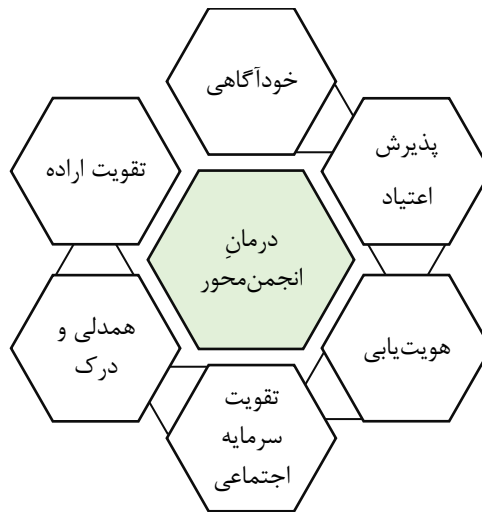 خودآگاهی
پذیرش
اعتیاد
تقویت اراده
درمانِ
انجمن‌محور
همدلی و
درک
هویت‌یابی
تقویت
سرمایه
اجتماعی